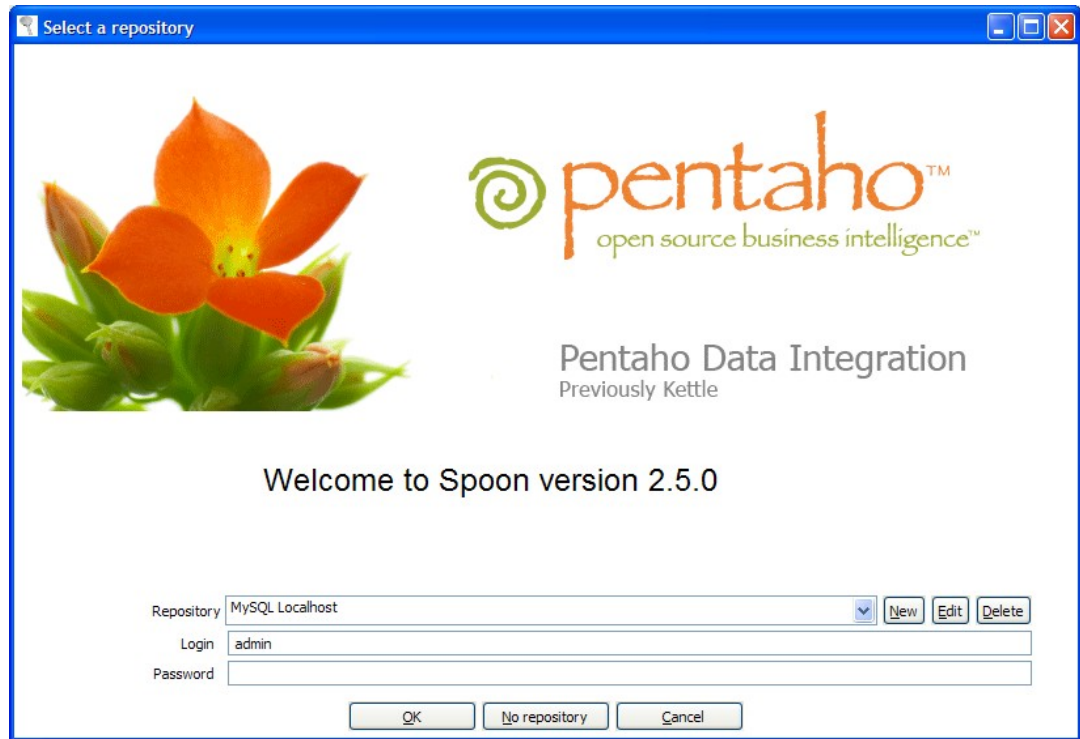 Select a repository
pentaho™
open source business intelligence™
Pentaho Data Integration
Previously Kettle
Welcome to Spoon version 2.5.0
Repository MySQL Localhost New Edit Delete
Login admin
Password
OK No repository Cancel